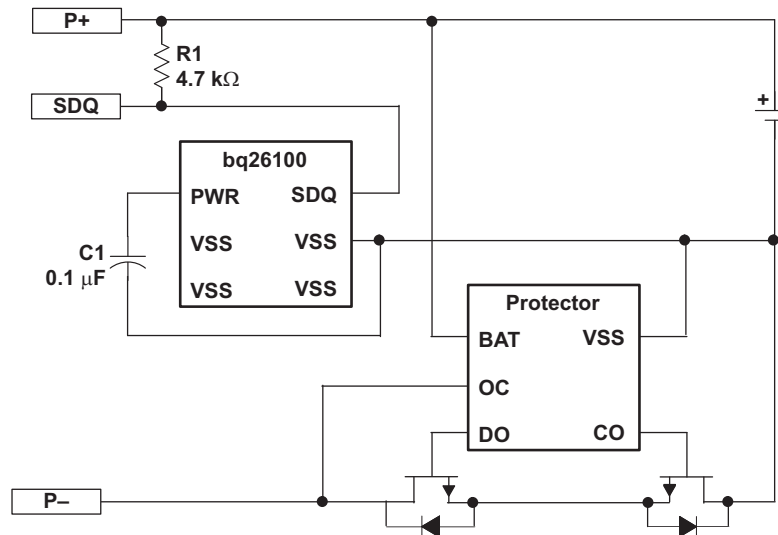 P+
R1
4.7 kΩ
SDQ
+
bq26100
PWR SDQ
VSS VSS
VSS VSS
C1
0.1 μF
Protector
BAT VSS
OC
DO CO
P–